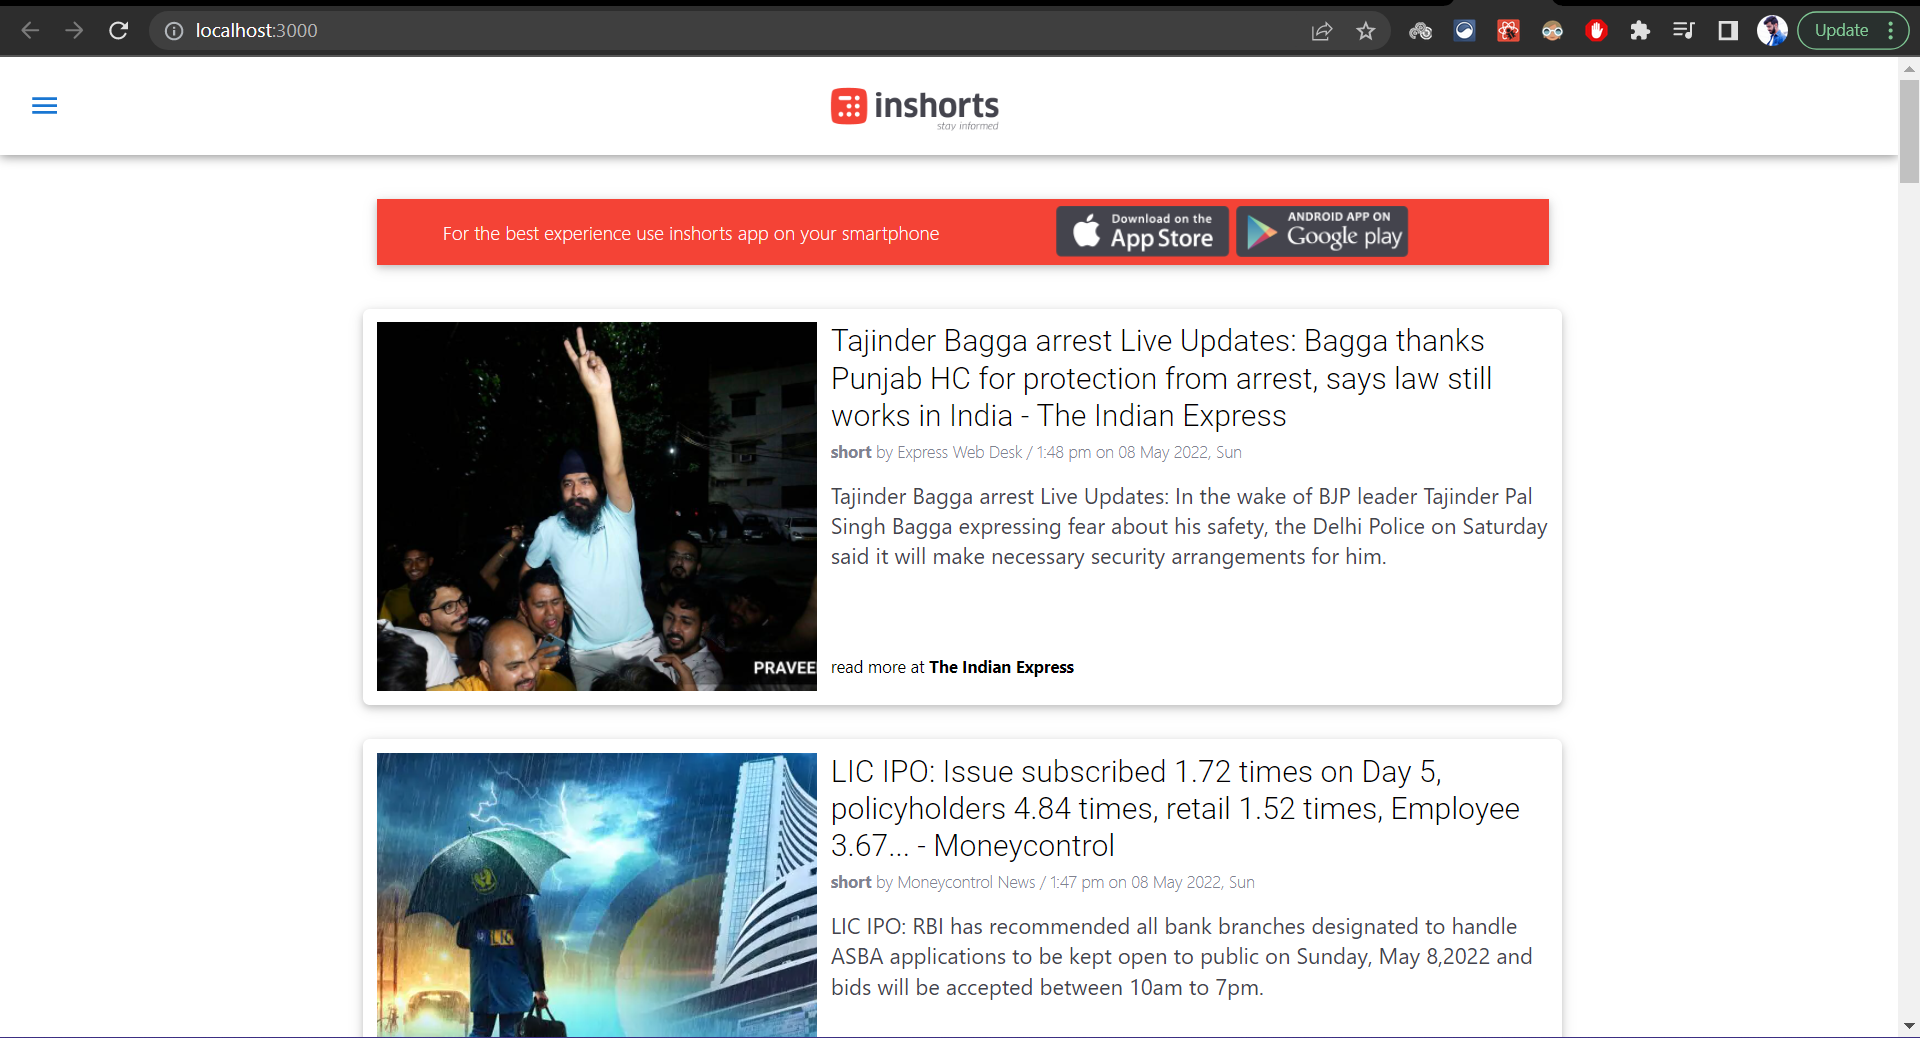 localhost:3000
Update
inshorts
stay informed
For the best experience use inshorts app on your smartphone
Download on the
App Store
ANDROID APP ON
Google play
Tajinder Bagga arrest Live Updates: Bagga thanks
Punjab HC for protection from arrest, says law still
works in India - The Indian Express
short by Express Web Desk / 1:48 pm on 08 May 2022, Sun
Tajinder Bagga arrest Live Updates: In the wake of BJP leader Tajinder Pal
Singh Bagga expressing fear about his safety, the Delhi Police on Saturday
said it will make necessary security arrangements for him.
PRAVEE
read more at The Indian Express
LIC IPO: Issue subscribed 1.72 times on Day 5,
policyholders 4.84 times, retail 1.52 times, Employee
3.67... - Moneycontrol
short by Moneycontrol News / 1:47 pm on 08 May 2022, Sun
LIC IPO: RBI has recommended all bank branches designated to handle
ASBA applications to be kept open to public on Sunday, May 8,2022 and
bids will be accepted between 10am to 7pm.
LIC